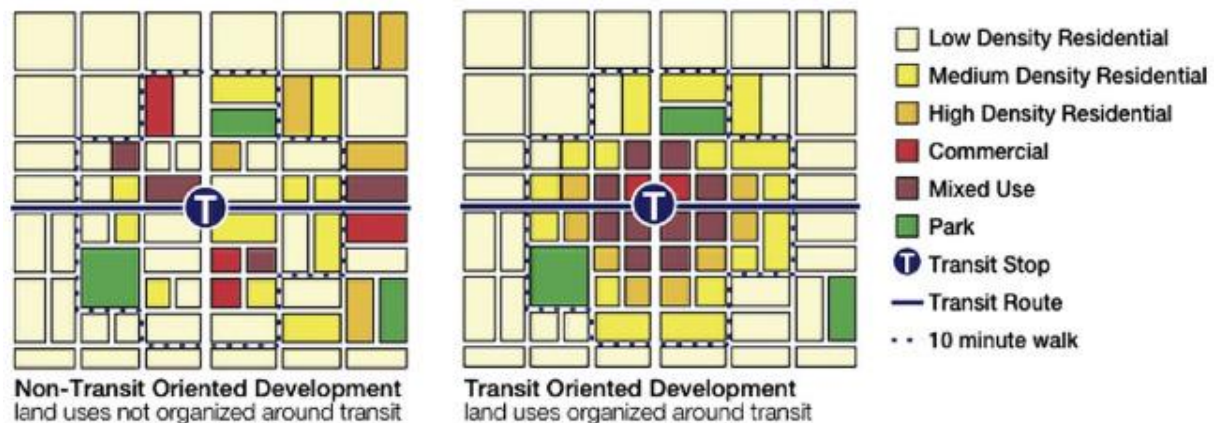 T
Non-Transit Oriented Development
land uses not organized around transit
T
Transit Oriented Development
land uses organized around transit
Low Density Residential
Medium Density Residential
High Density Residential
Commercial
Mixed Use
Park
T Transit Stop
Transit Route
10 minute walk